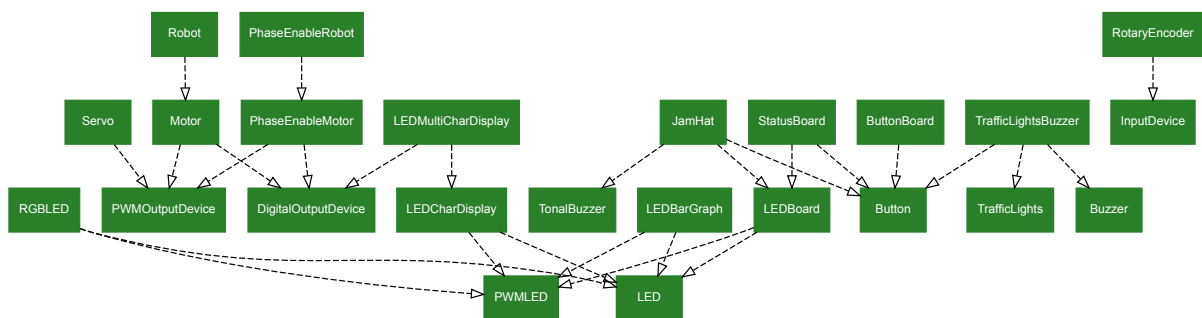 Robot
PhaseEnableRobot
RotaryEncoder
Servo
Motor
PhaseEnableMotor
LEDMultiCharDisplay
JamHat
StatusBoard
ButtonBoard
TrafficLightsBuzzer
InputDevice
RGBLED
PWMOutputDevice
DigitalOutputDevice
LEDCharDisplay
TonalBuzzer
LEDBarGraph
LEDBoard
Button
TrafficLights
Buzzer
PWMLED
LED